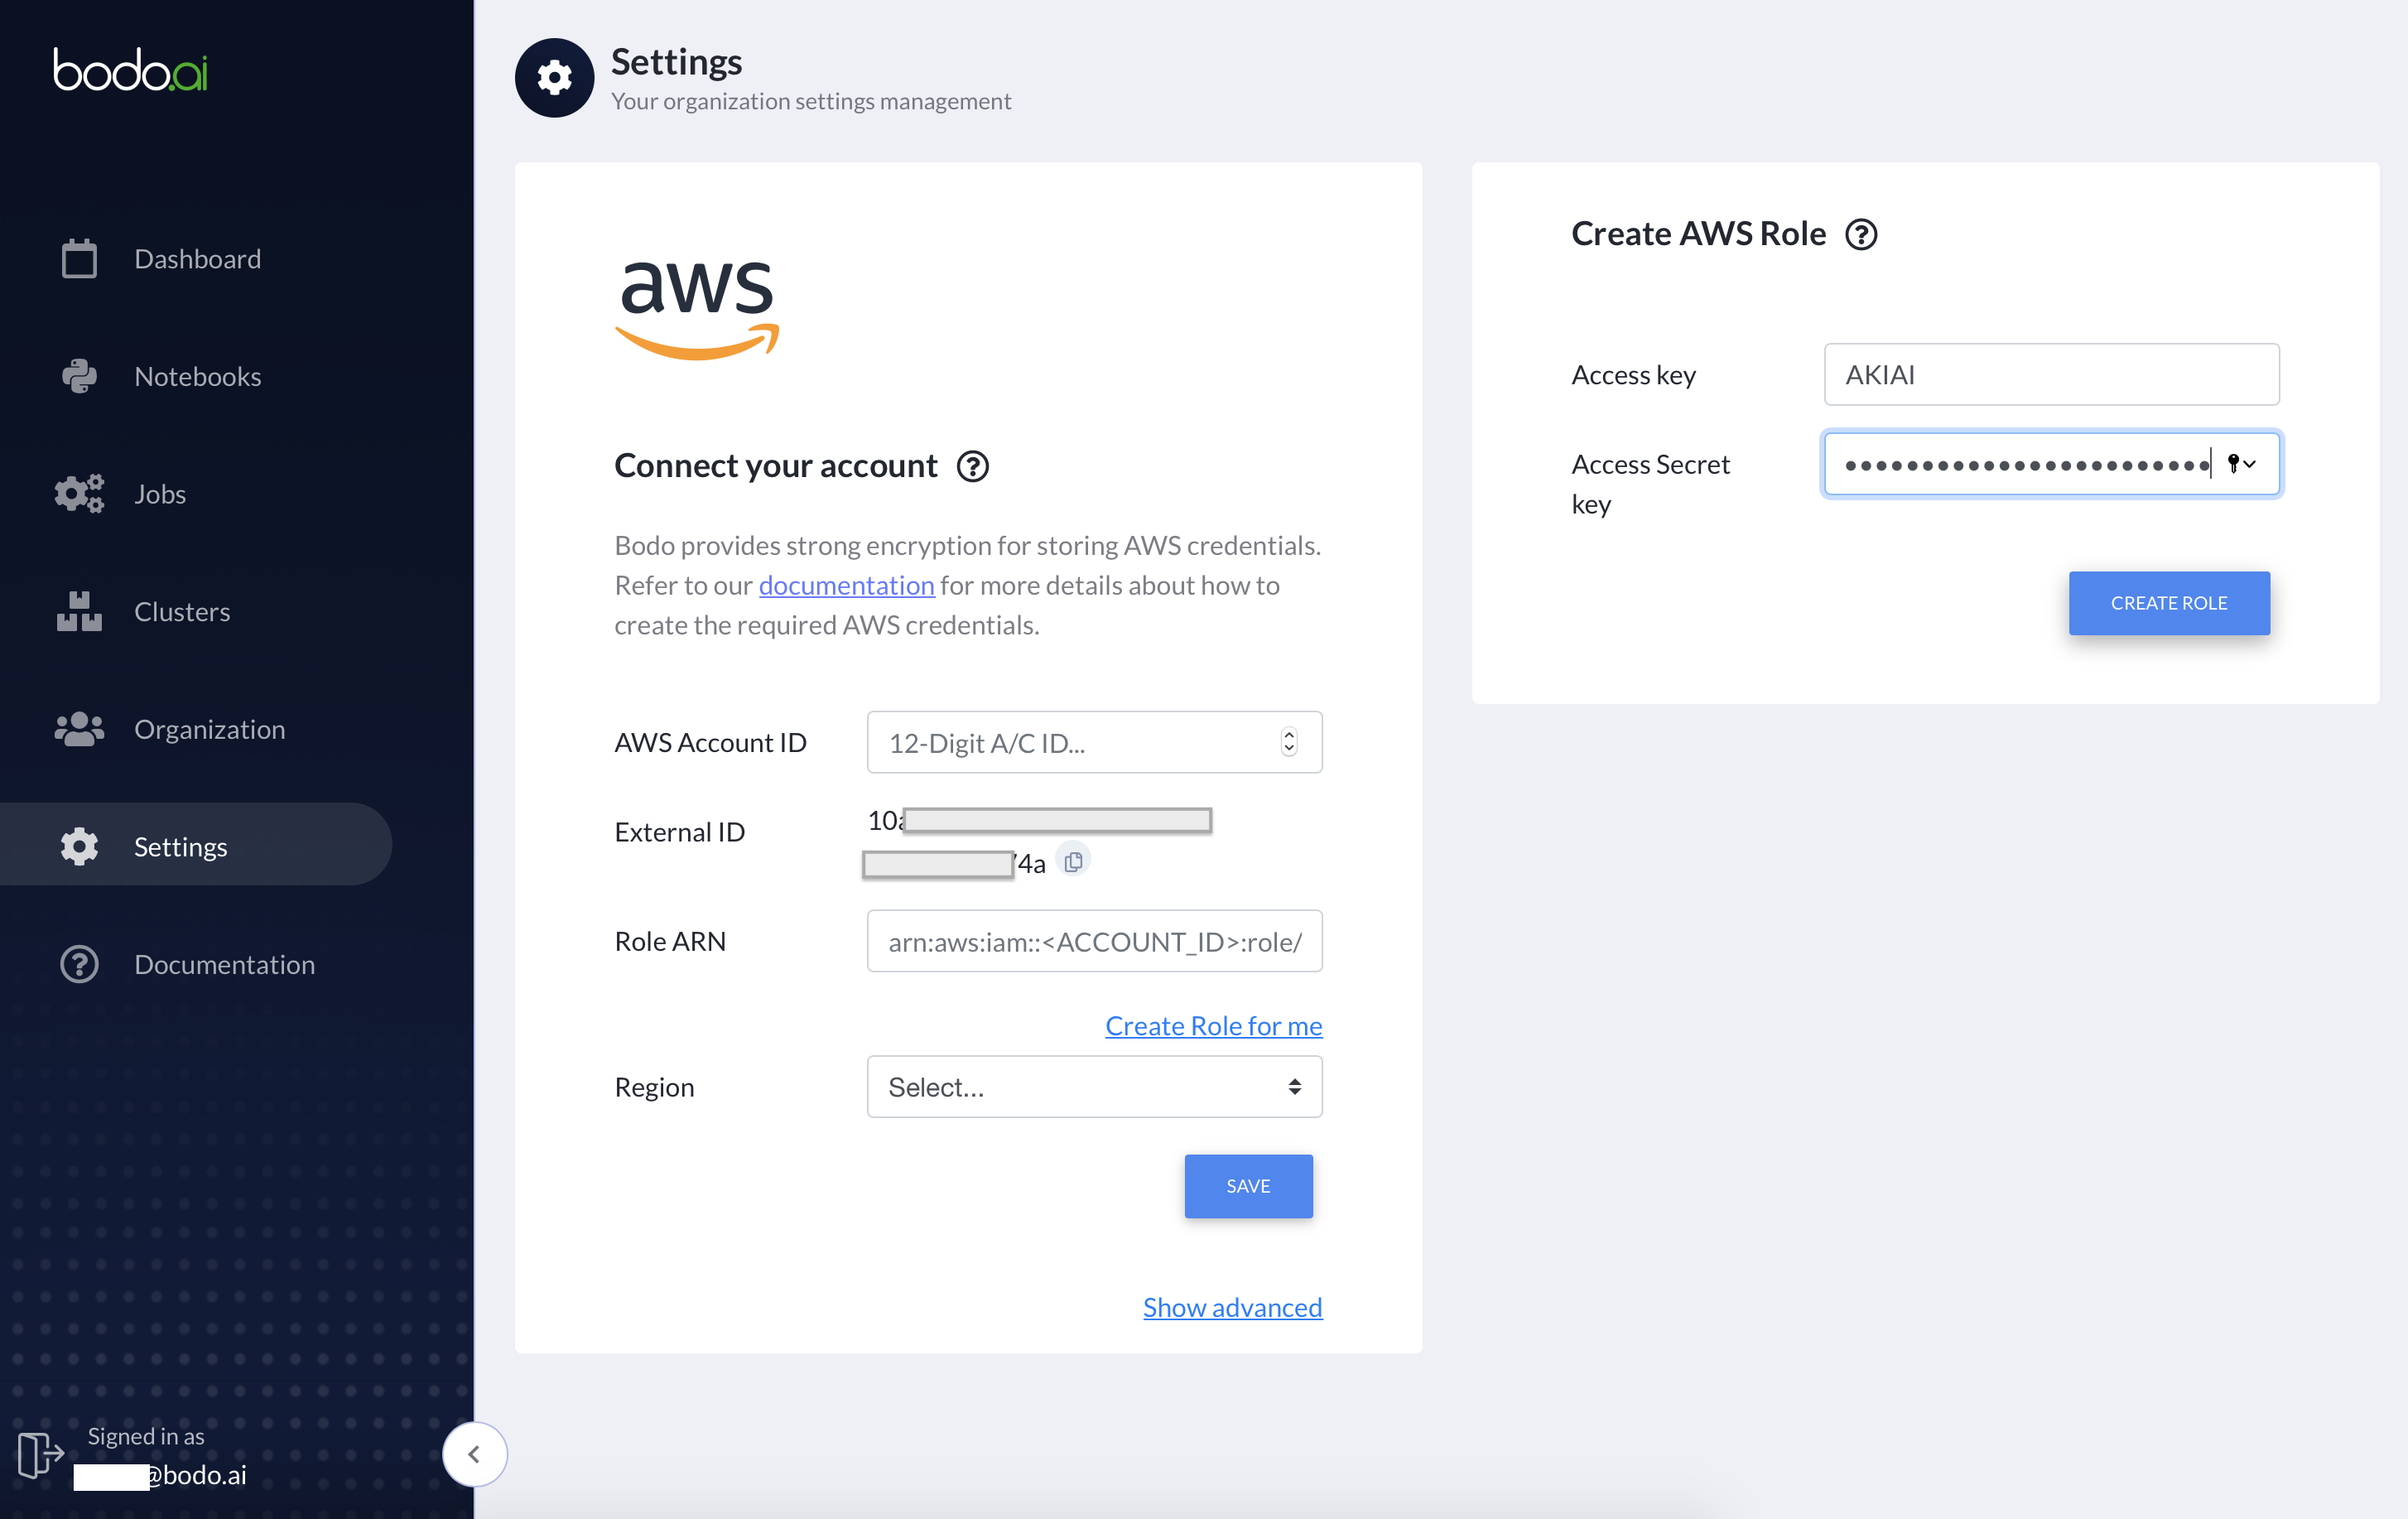 bodo.ai
Dashboard
Notebooks
Jobs
Clusters
Organization
Settings
Documentation
Signed in as
@bodo.ai
Settings
Your organization settings management
aws
Connect your account
Bodo provides strong encryption for storing AWS credentials.
Refer to our documentation for more details about how to
create the required AWS credentials.
AWS Account ID
12-Digit A/C ID...
External ID
10a
4a
Role ARN
arn:aws:iam::<ACCOUNT_ID>:role/
Create Role for me
Region
Select...
SAVE
Show advanced
Create AWS Role
Access key
AKIAI
Access Secret
key
CREATE ROLE